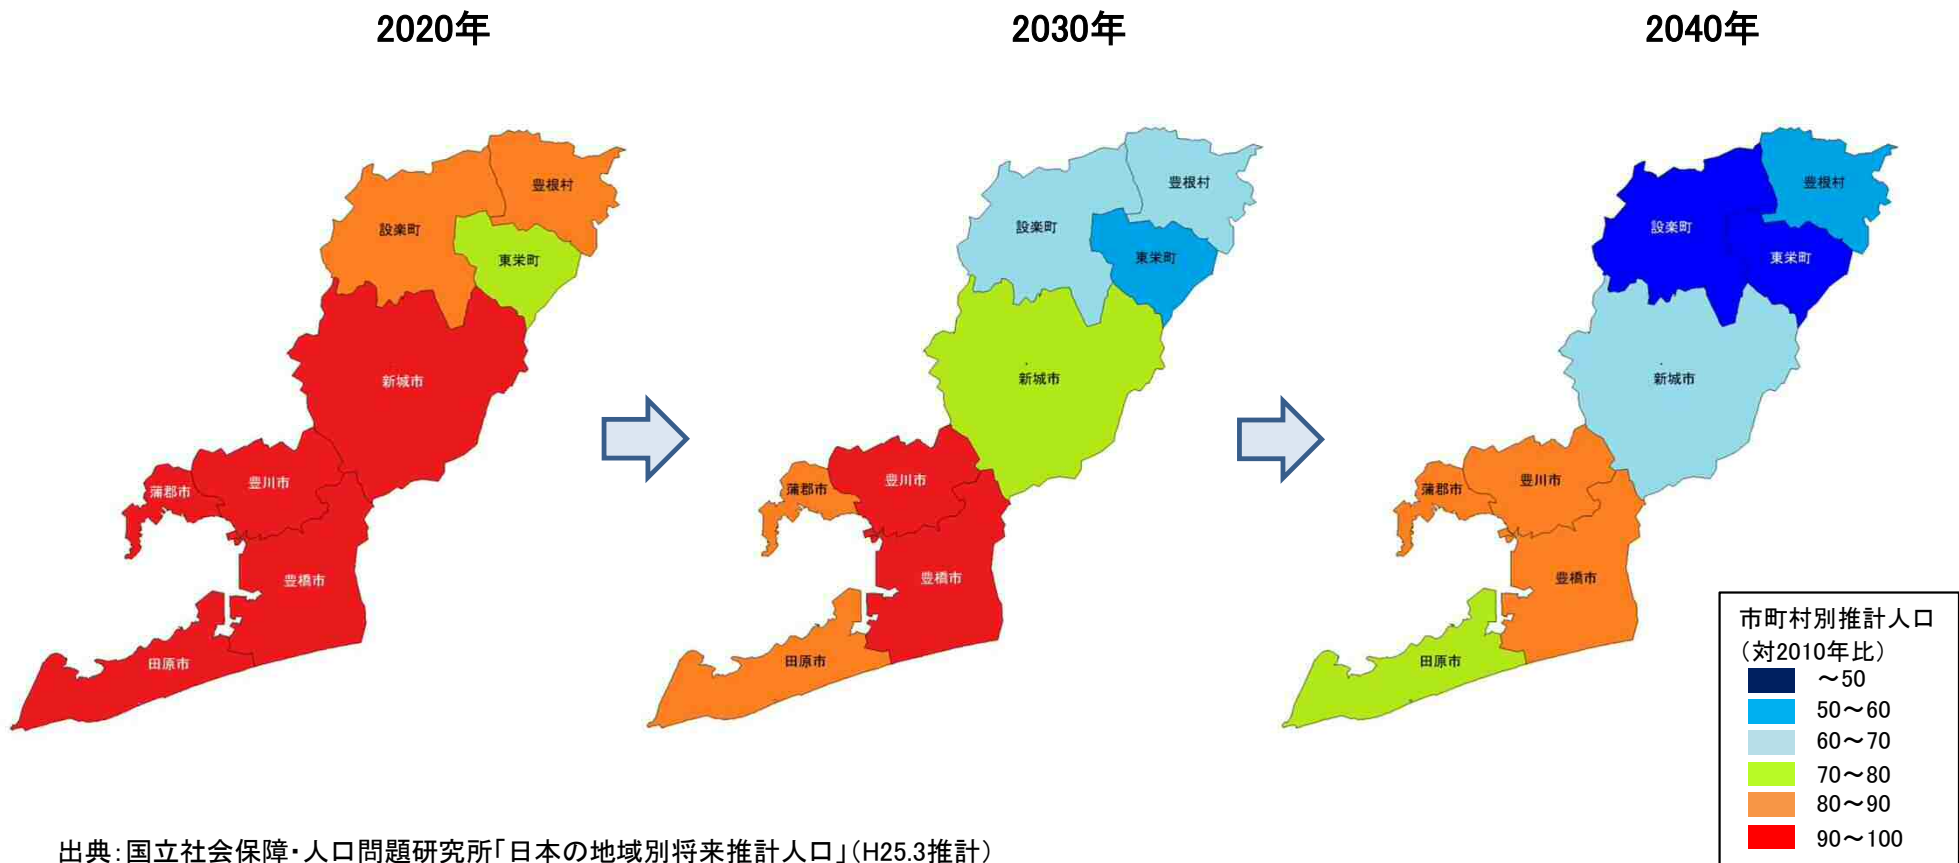 2020年
2030年
2040年
豊根村
設楽町
東栄町
新城市
豊川市
蒲郡市
豊橋市
田原市
豊根村
設楽町
東栄町
新城市
豊川市
蒲郡市
豊橋市
田原市
豊根村
設楽町
東栄町
新城市
豊川市
蒲郡市
豊橋市
田原市
市町村別推計人口
(対2010年比)
～50
50～60
60～70
70～80
80～90
90～100
出典:国立社会保障・人口問題研究所「日本の地域別将来推計人口」(H25.3推計)